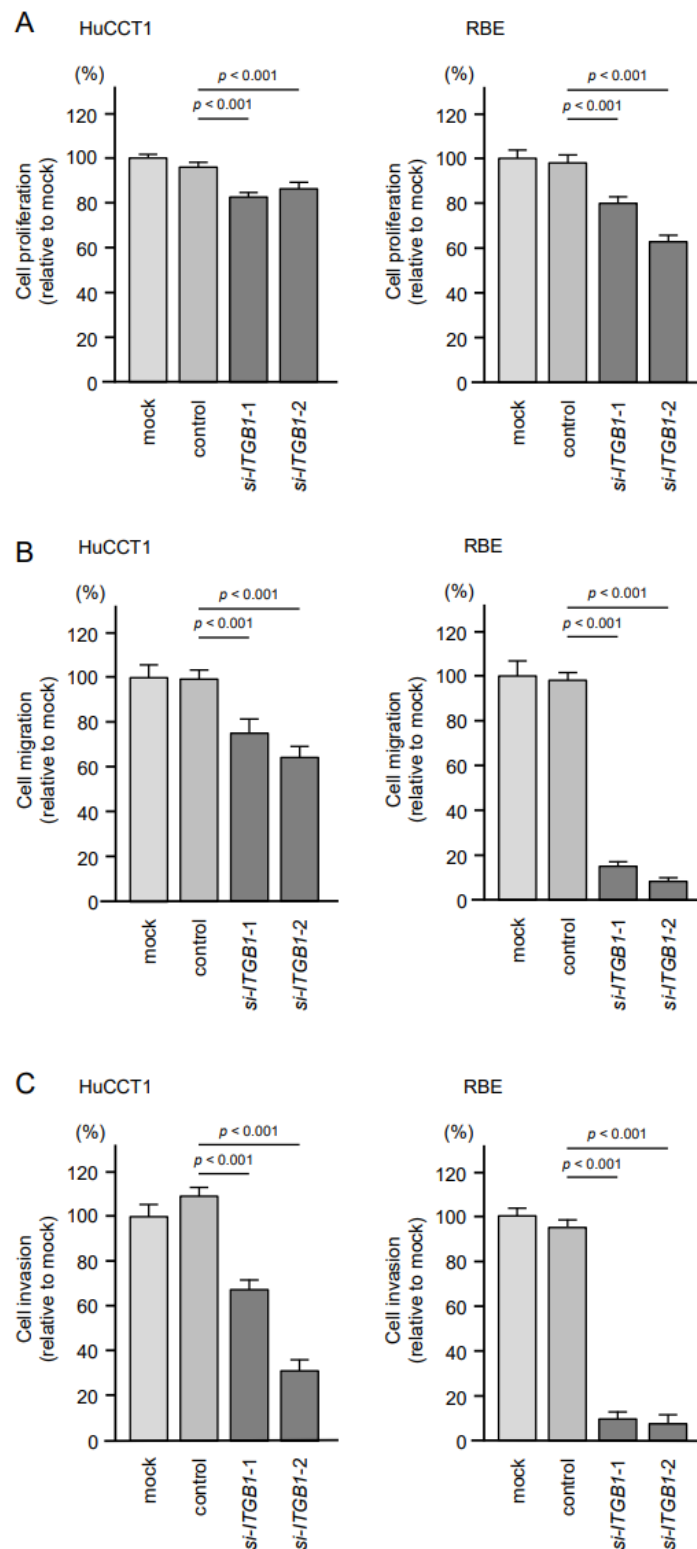 A
HuCCT1
RBE
(%)
p < 0.001
p < 0.001
120
100
80
60
40
20
0
Cell proliferation
(relative to mock)
mock
control
si-ITGB1-1
si-ITGB1-2
(%)
p < 0.001
p < 0.001
120
100
80
60
40
20
0
Cell proliferation
(relative to mock)
mock
control
si-ITGB1-1
si-ITGB1-2
B
HuCCT1
RBE
(%)
p < 0.001
p < 0.001
120
100
80
60
40
20
0
Cell migration
(relative to mock)
mock
control
si-ITGB1-1
si-ITGB1-2
(%)
p < 0.001
p < 0.001
120
100
80
60
40
20
0
Cell migration
(relative to mock)
mock
control
si-ITGB1-1
si-ITGB1-2
C
HuCCT1
RBE
(%)
p < 0.001
p < 0.001
120
100
80
60
40
20
0
Cell invasion
(relative to mock)
mock
control
si-ITGB1-1
si-ITGB1-2
(%)
p < 0.001
p < 0.001
120
100
80
60
40
20
0
Cell invasion
(relative to mock)
mock
control
si-ITGB1-1
si-ITGB1-2